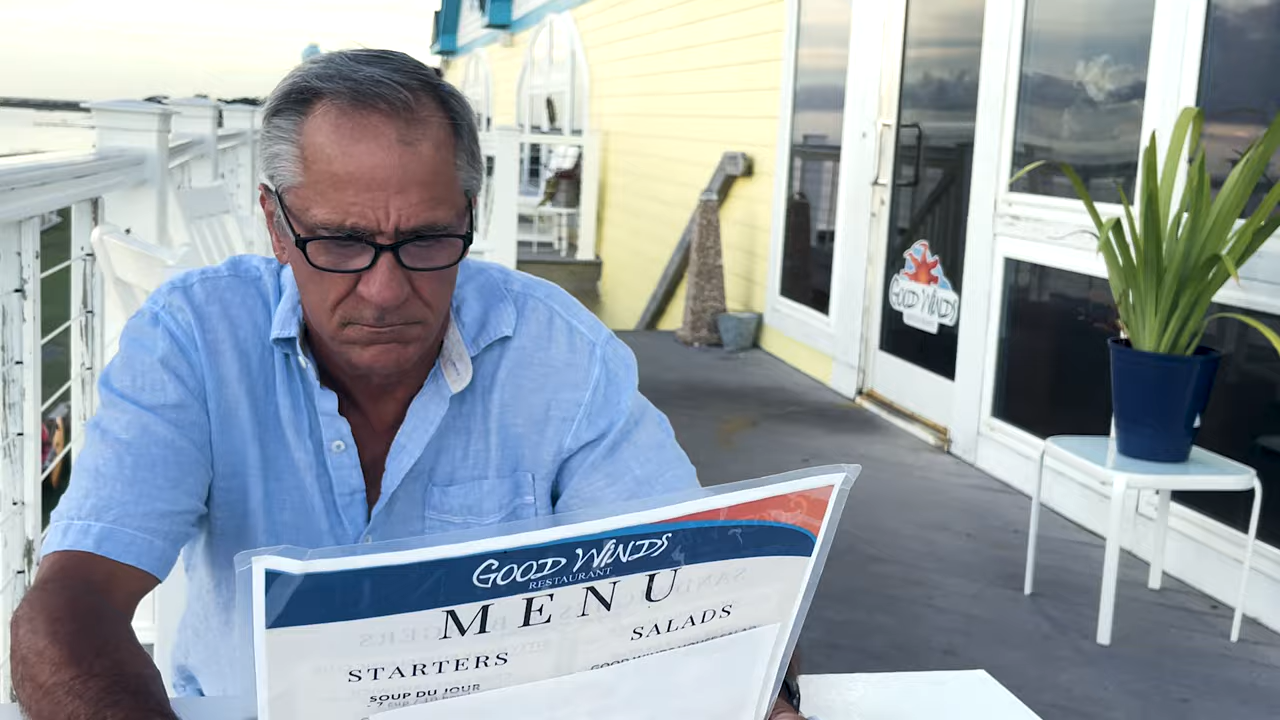 GOOD WINDS
GOOD WINDS
RESTAURANT
MENU
SALADS
STARTERS
SOUP DU JOUR